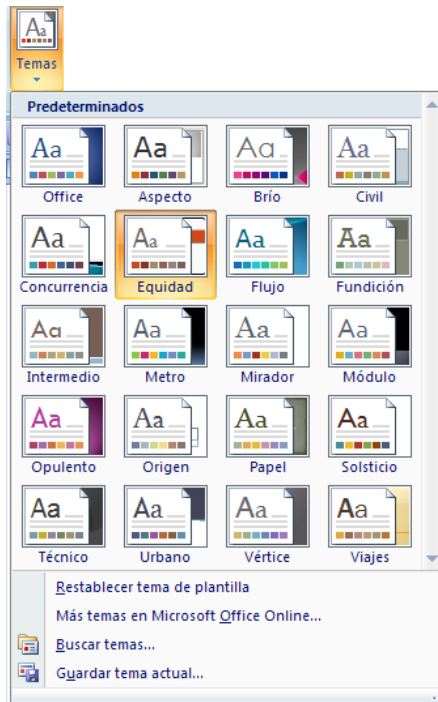 Aa
Temas
Predeterminados
Aa Aa Aa Aa
Office Aspecto Brío Civil
Aa Aa Aa Aa
Concurrencia Equidad Flujo Fundición
Aa Aa Aa Aa
Intermedio Metro Mirador Módulo
Aa Aa Aa Aa
Opulento Origen Papel Solsticio
Aa Aa Aa Aa
Técnico Urbano Vértice Viajes
Restablecer tema de plantilla
Más temas en Microsoft Office Online...
Buscar temas...
Guardar tema actual...